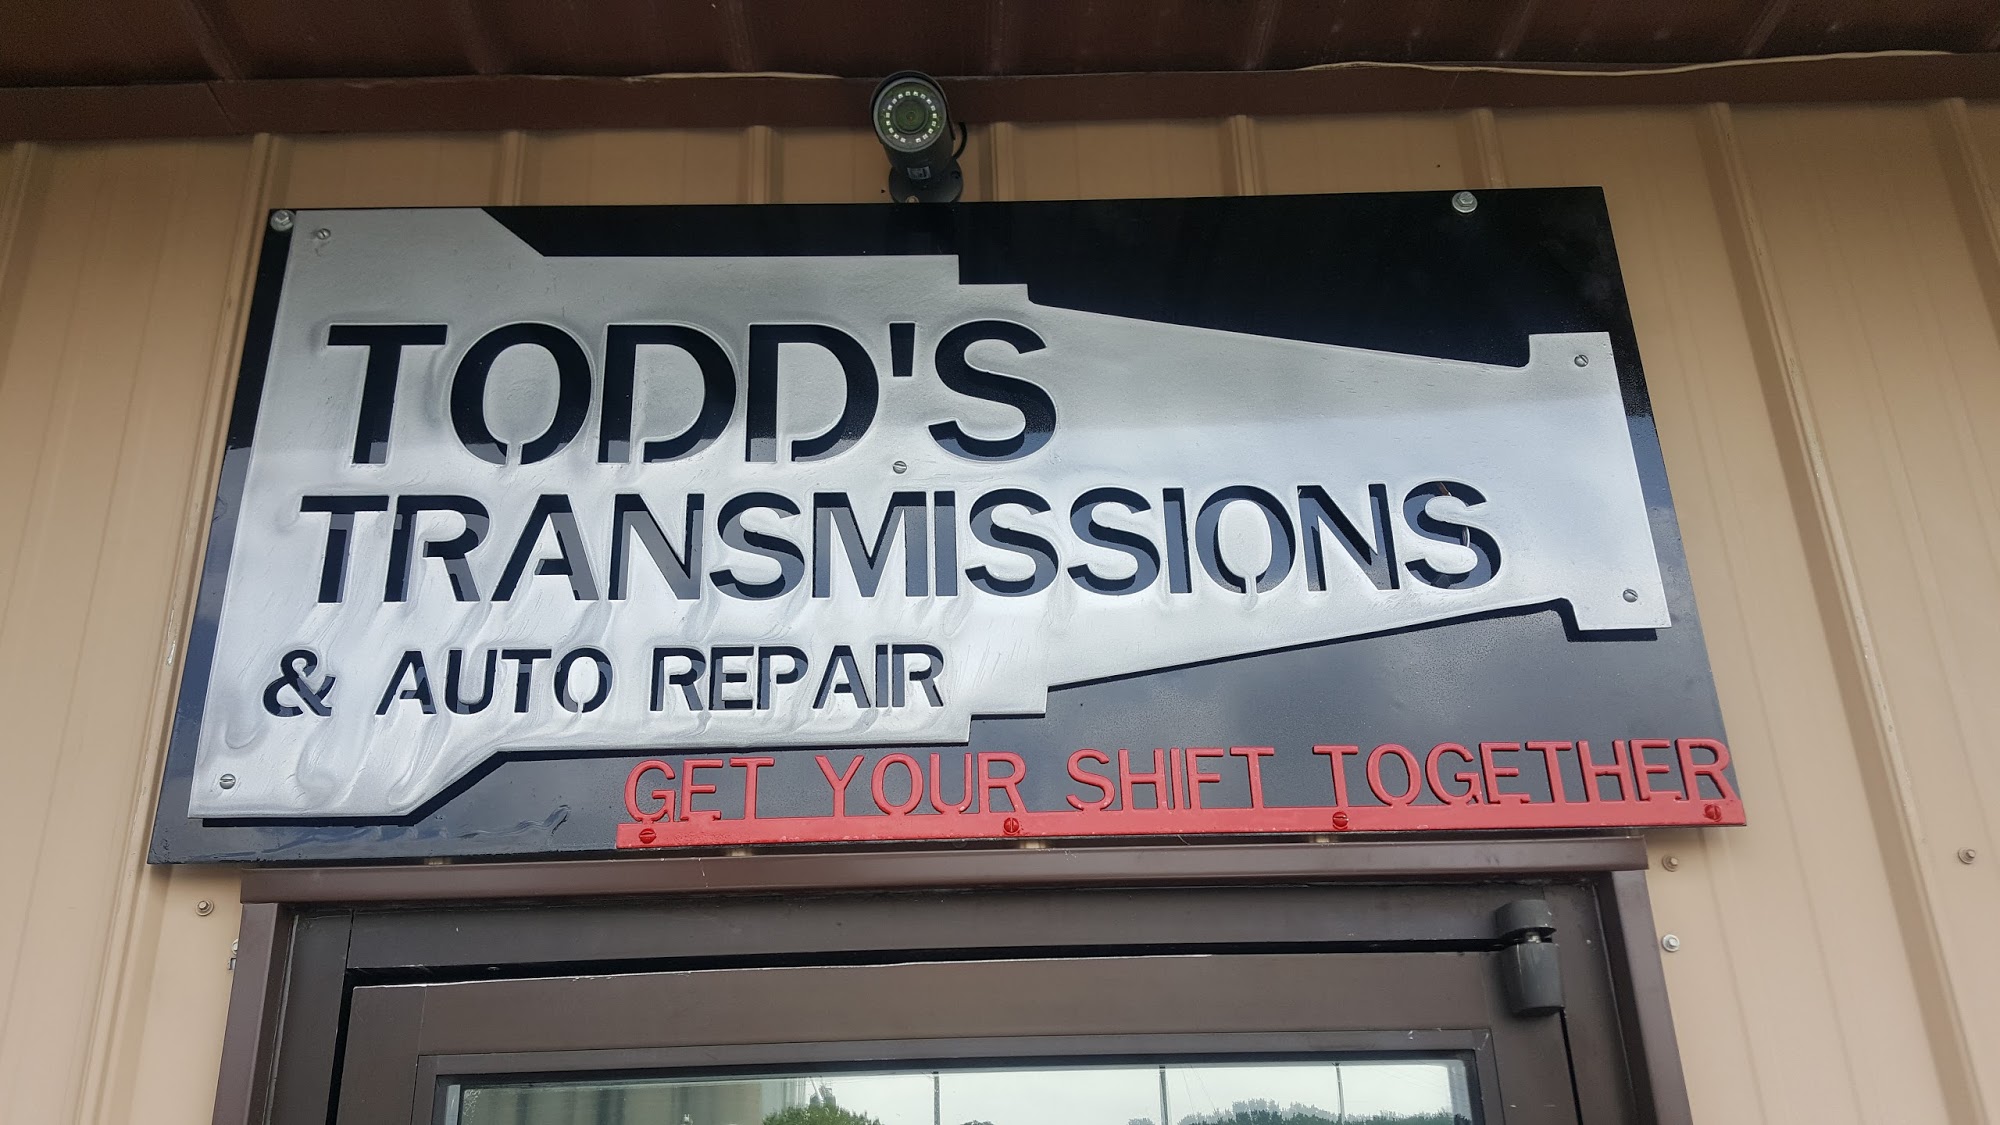 TODD'S
TRANSMISSIONS
& AUTO REPAIR
GET YOUR SHIFT TOGETHER